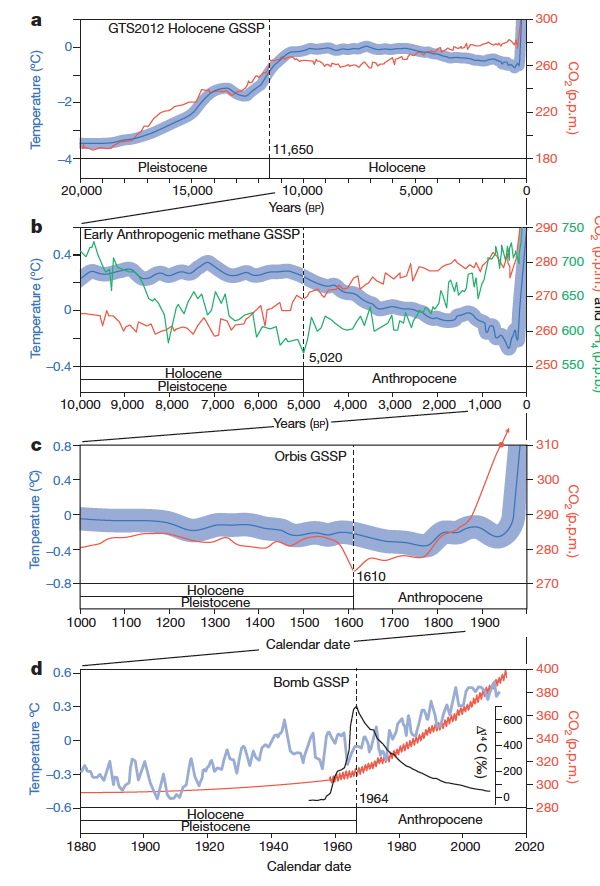 a
GTS2012 Holocene GSSP
Temperature (ºC)
0
–2
–4
CO2 (p.p.m.)
300
260
220
180
11,650
Pleistocene
Holocene
20,000
15,000
10,000
5,000
0
Years (BP)
b
Early Anthropogenic methane GSSP
Temperature (ºC)
0.4
0
–0.4
290
280
270
260
250
750
700
650
600
550
CO2 (p.p.m.) and CH4 (p.p.b.)
5,020
Holocene
Pleistocene
Anthropocene
10,000
9,000
8,000
7,000
6,000
5,000
4,000
3,000
2,000
1,000
0
Years (BP)
c
Orbis GSSP
Temperature (ºC)
0.8
0.4
0
–0.4
–0.8
CO2 (p.p.m.)
310
300
290
280
270
1610
Holocene
Pleistocene
Anthropocene
1000
1100
1200
1300
1400
1500
1600
1700
1800
1900
Calendar date
d
Bomb GSSP
Temperature ºC
0.6
0.3
0
–0.3
–0.6
CO2 (p.p.m.)
400
380
360
340
320
300
280
Δ14C (‰)
600
400
200
0
1964
Holocene
Pleistocene
Anthropocene
1880
1900
1920
1940
1960
1980
2000
2020
Calendar date